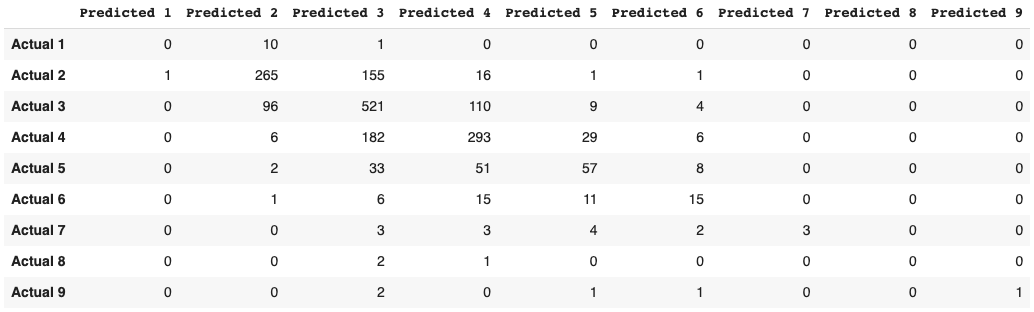 Predicted 1 Predicted 2 Predicted 3 Predicted 4 Predicted 5 Predicted 6 Predicted 7 Predicted 8 Predicted 9
Actual 1 0 10 1 0 0 0 0 0 0
Actual 2 1 265 155 16 1 1 0 0 0
Actual 3 0 96 521 110 9 4 0 0 0
Actual 4 0 6 182 293 29 6 0 0 0
Actual 5 0 2 33 51 57 8 0 0 0
Actual 6 0 1 6 15 11 15 0 0 0
Actual 7 0 0 3 3 4 2 3 0 0
Actual 8 0 0 2 1 0 0 0 0 0
Actual 9 0 0 2 0 1 1 0 0 1